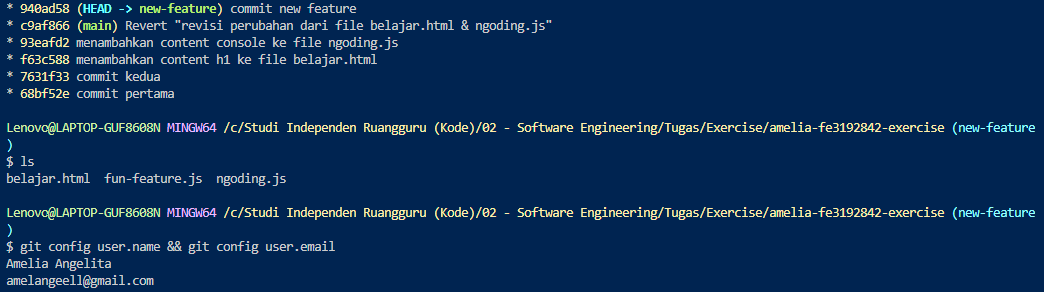 * 940ad58 (HEAD -> new-feature) commit new feature
* c9af866 (main) Revert "revisi perubahan dari file belajar.html & ngoding.js"
* 93eafd2 menambahkan content console ke file ngoding.js
* f63c588 menambahkan content h1 ke file belajar.html
* 7631f33 commit kedua
* 68bf52e commit pertama
Lenovo@LAPTOP-GUF8608N MINGW64 /c/Studi Independen Ruangguru (Kode)/02 - Software Engineering/Tugas/Exercise/amelia-fe3192842-exercise (new-feature
)
$ ls
belajar.html  fun-feature.js  ngoding.js
Lenovo@LAPTOP-GUF8608N MINGW64 /c/Studi Independen Ruangguru (Kode)/02 - Software Engineering/Tugas/Exercise/amelia-fe3192842-exercise (new-feature
)
$ git config user.name && git config user.email
Amelia Angelita
amelangeell@gmail.com